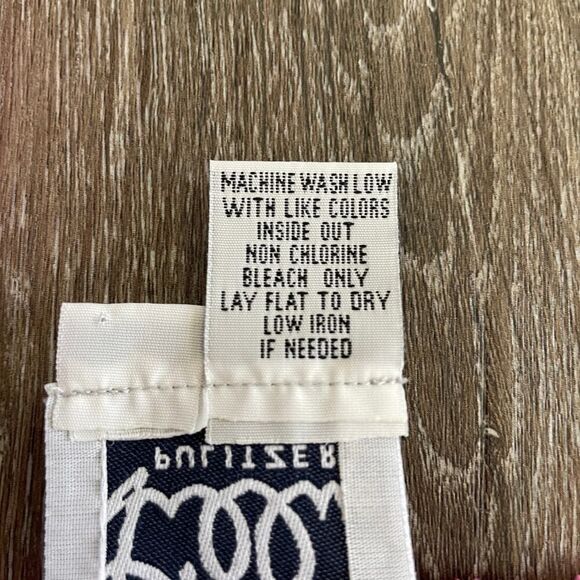 MACHINE WASH LOW
WITH LIKE COLORS
INSIDE OUT
NON CHLORINE
BLEACH ONLY
LAY FLAT TO DRY
LOW IRON
IF NEEDED
PULITZER